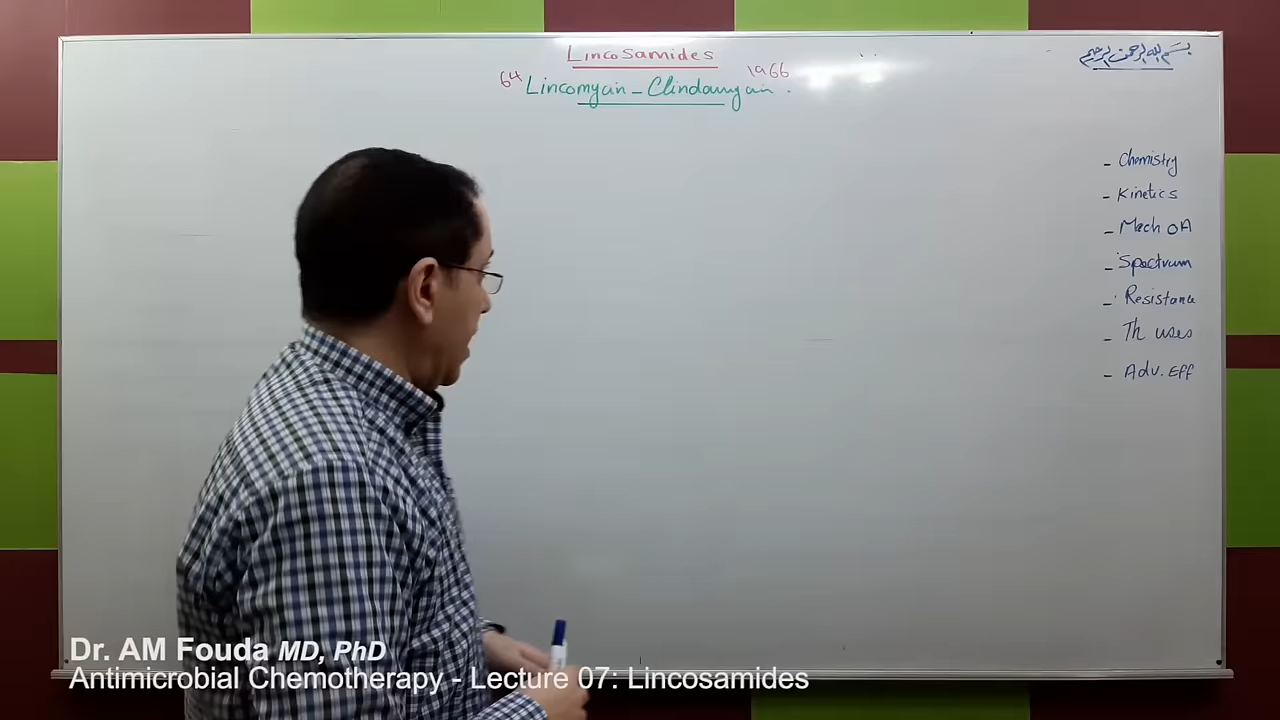 Lincosamides
64 Lincomycin - Clindamycin. 1966
بسم الله الرحمن الرحيم
- Chemistry
- Kinetics
- Mech OA
- Spectrum
- Resistance
- Th uses
- Adv. Eff
Dr. AM Fouda MD, PhD
Antimicrobial Chemotherapy - Lecture 07: Lincosamides